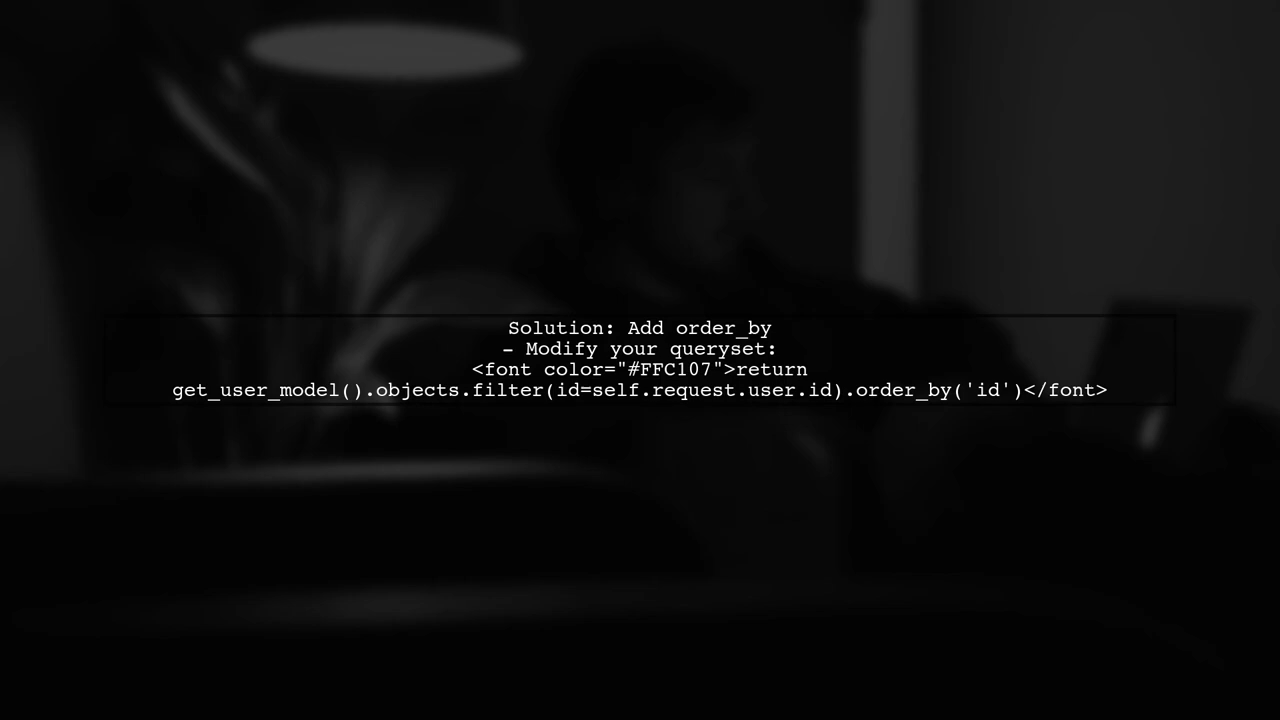 Solution: Add order_by
- Modify your queryset:
<font color="#FFC107">return
get_user_model().objects.filter(id=self.request.user.id).order_by('id')</font>